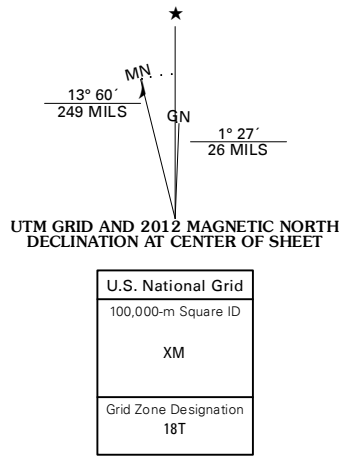 ★
MN
GN
13° 60´
249 MILS
1° 27´
26 MILS
UTM GRID AND 2012 MAGNETIC NORTH
DECLINATION AT CENTER OF SHEET
U.S. National Grid
100,000-m Square ID
XM
Grid Zone Designation
18T